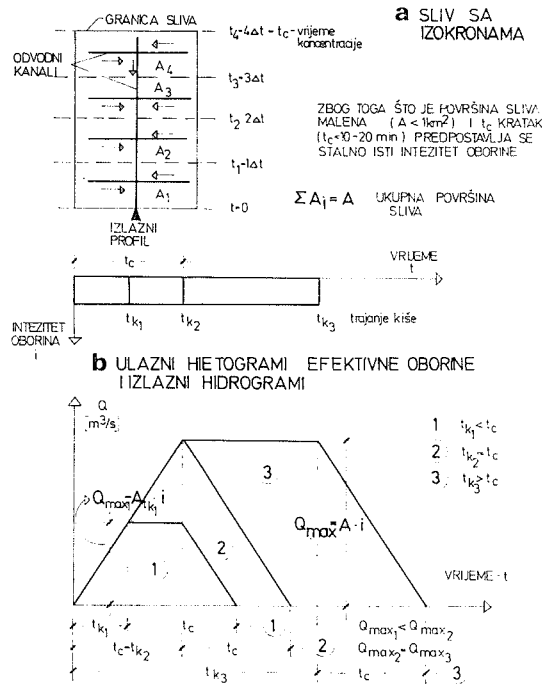 GRANICA SLIVA
t₄-4Δt = tc-vrijeme
koncentracije
a SLIV SA
IZOKRONAMA
ODVODNI
KANALI
A₄
t₃=3Δt
A₃
t₂ 2Δt
A₂
t₁-1Δt
A₁
t=0
IZLAZNI
PROFIL
ZBOG TOGA ŠTO JE POVRŠINA SLIVA
MALENA (A < 1km²) I tc KRATAK
(tc<10-20 min) PREDPOSTAVLJA SE
STALNO ISTI INTEZITET OBORINE
ΣAi = A UKUPNA POVRŠINA
SLIVA
tc
VRIJEME
t
tk₁ tk₂ tk₃ trajanje kiše
INTEZITET
OBORINE
i
b ULAZNI HIETOGRAMI EFEKTIVNE OBORINE
I IZLAZNI HIDROGRAMI
Q
[m³/s]
1 tk₁< tc
2 tk₂= tc
3 tk₃> tc
Qmax₁=Atk₁ i
3
Qmax=A·i
2
1
VRIJEME - t
tk₁ tc 1
tc=tk₂ tc 2
tk₃ tc 3
Qmax₁< Qmax₂
Qmax₂= Qmax₃